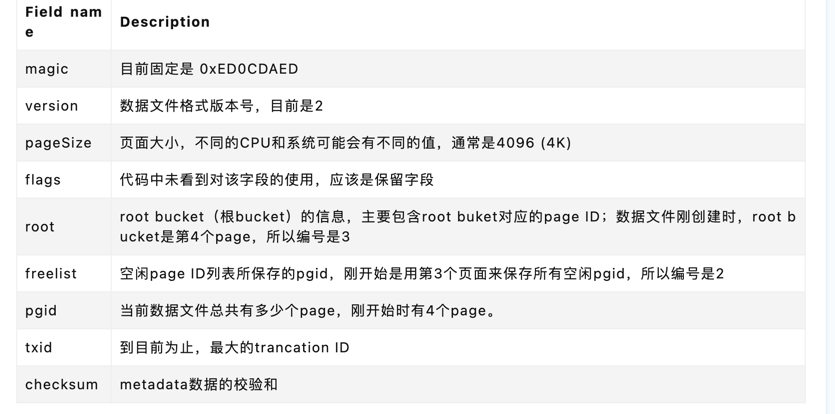 Field nam
e
Description
magic
目前固定是 0xED0CDAED
version
数据文件格式版本号，目前是2
pageSize
页面大小，不同的CPU和系统可能会有不同的值，通常是4096 (4K)
flags
代码中未看到对该字段的使用，应该是保留字段
root
root bucket（根bucket）的信息，主要包含root buket对应的page ID；数据文件刚创建时，root b
ucket是第4个page，所以编号是3
freelist
空闲page ID列表所保存的pgid，刚开始是用第3个页面来保存所有空闲pgid，所以编号是2
pgid
当前数据文件总共有多少个page，刚开始时有4个page。
txid
到目前为止，最大的trancation ID
checksum
metadata数据的校验和